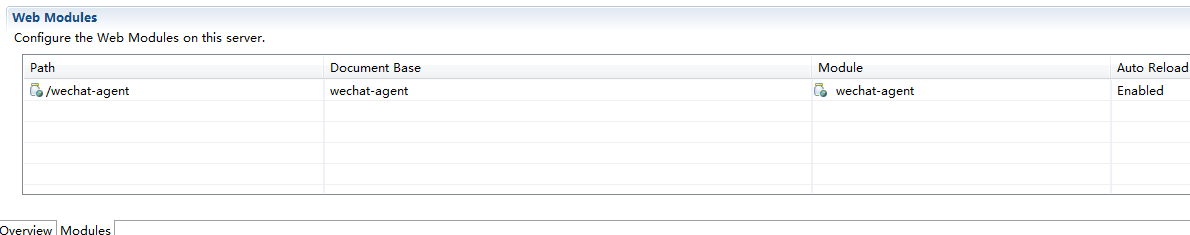 Web Modules
Configure the Web Modules on this server.
Path Document Base Module Auto Reload
/wechat-agent wechat-agent wechat-agent Enabled
Overview Modules